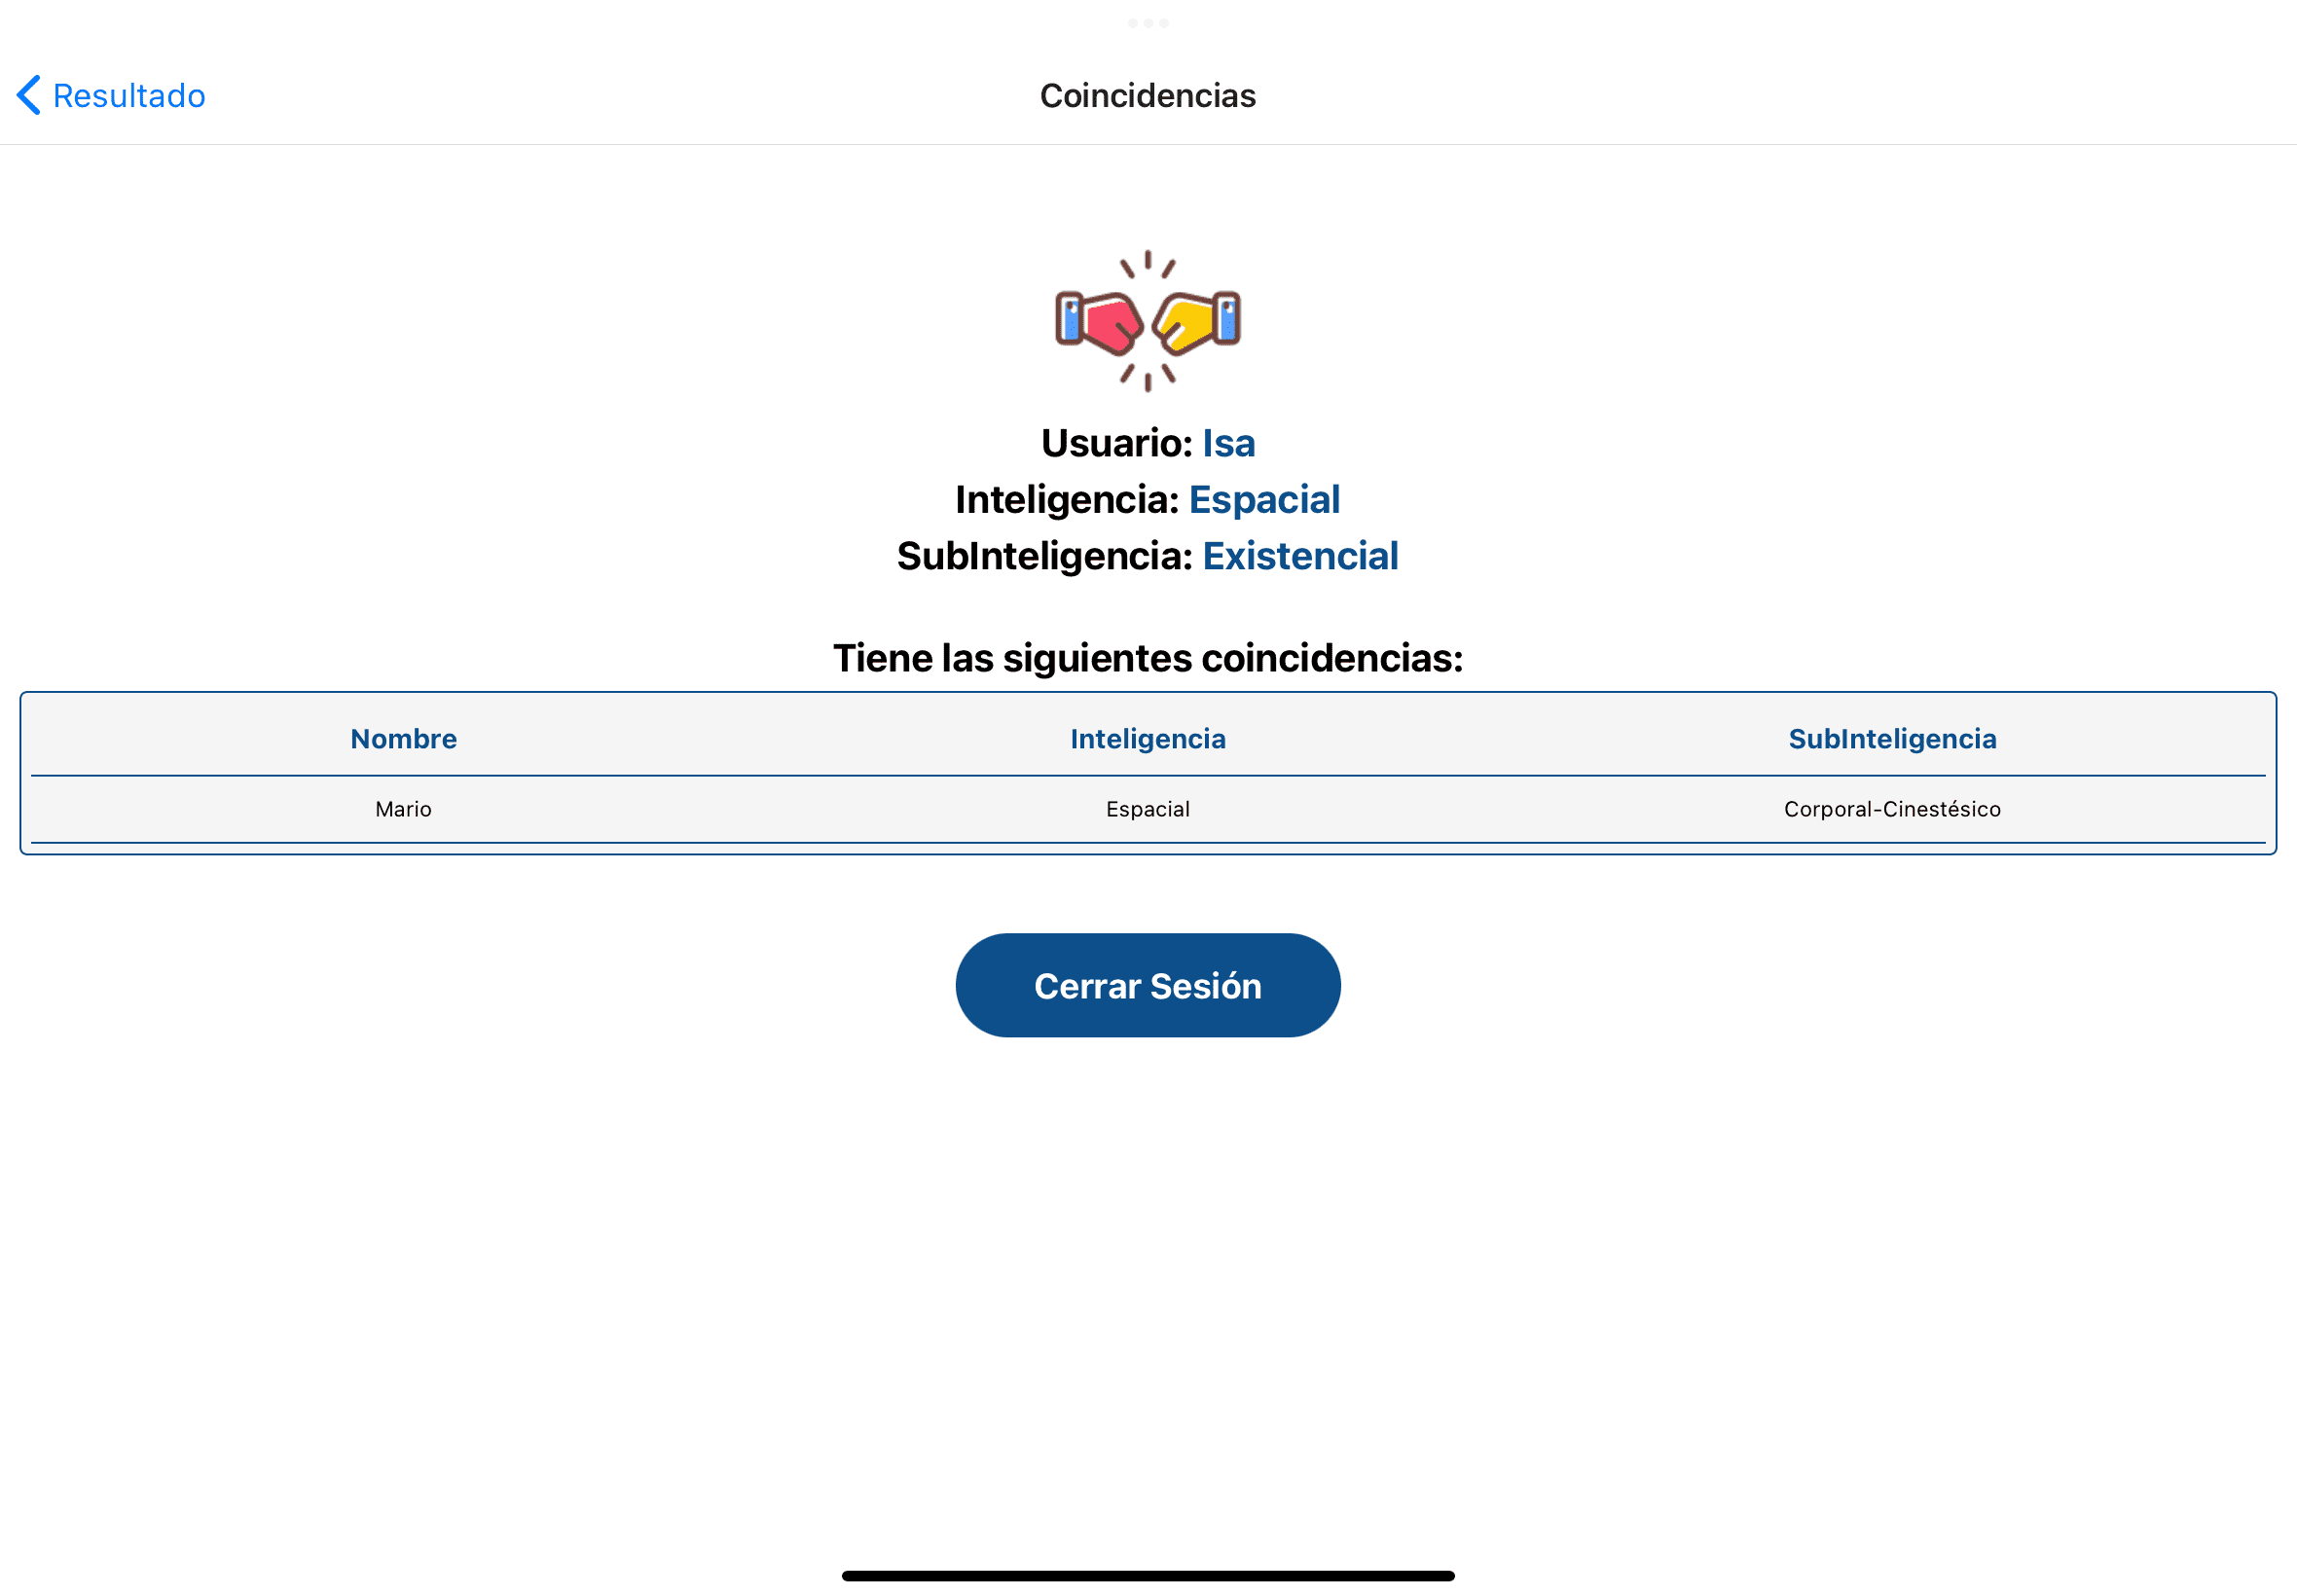 Resultado
Coincidencias
Usuario: Isa
Inteligencia: Espacial
SubInteligencia: Existencial
Tiene las siguientes coincidencias:
Nombre Inteligencia SubInteligencia
Mario Espacial Corporal-Cinestésico
Cerrar Sesión